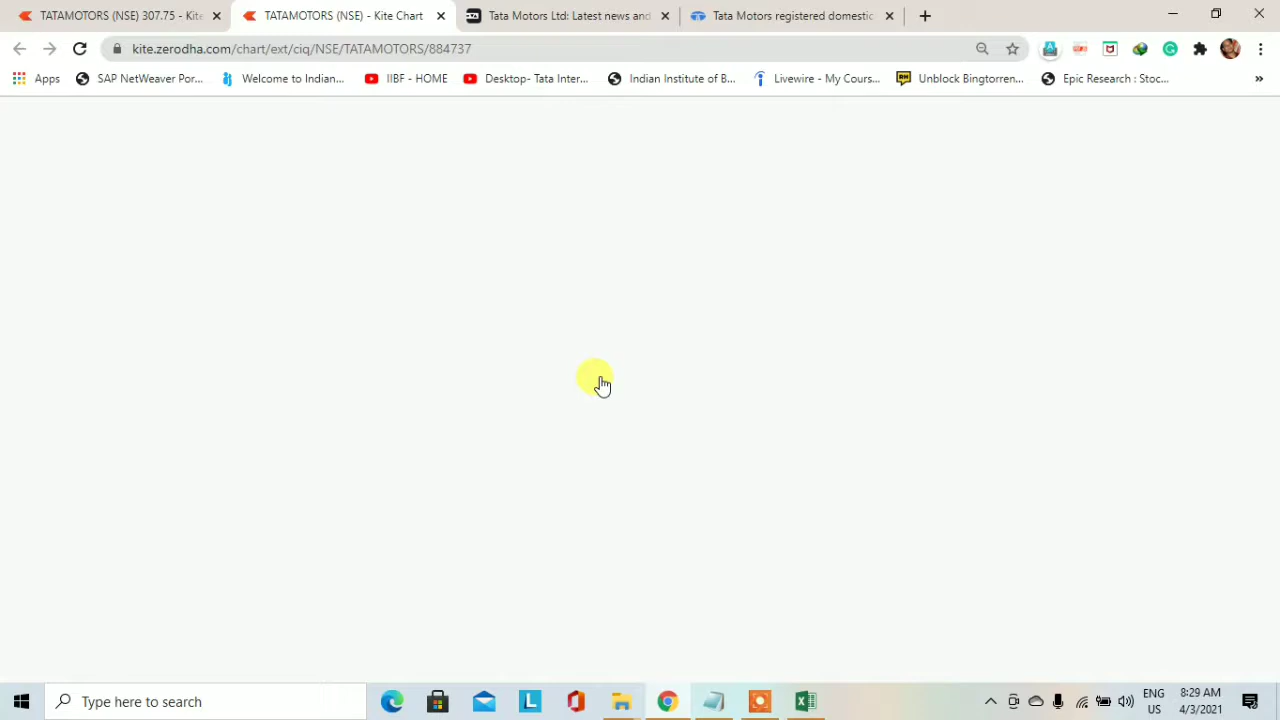 TATAMOTORS (NSE) 307.75 - Kite
TATAMOTORS (NSE) - Kite Chart
Tata Motors Ltd: Latest news and
Tata Motors registered domestic
kite.zerodha.com/chart/ext/ciq/NSE/TATAMOTORS/884737
Apps
SAP NetWeaver Por...
Welcome to Indian...
IIBF - HOME
Desktop- Tata Inter...
Indian Institute of B...
Livewire - My Cours...
Unblock Bingtorren...
Epic Research : Stoc...
»
Type here to search
ENG
US
8:29 AM
4/3/2021